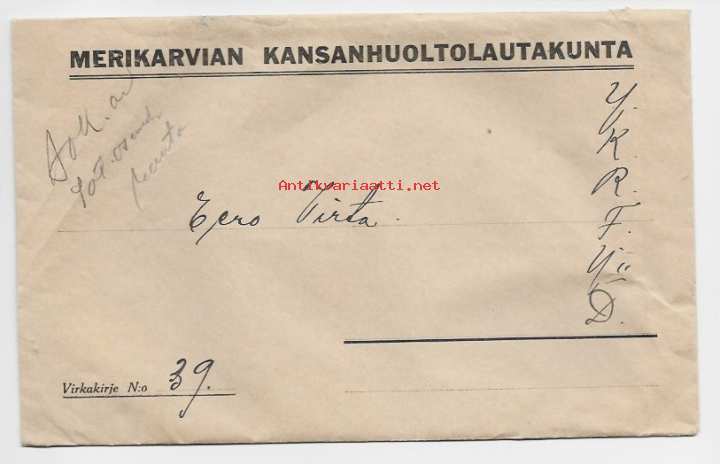 MERIKARVIAN KANSANHUOLTOLAUTAKUNTA
Y.
K.
R.
Antikvariaatti.net
Eero Virta.
F.
D.
Virkakirje N:o 39.